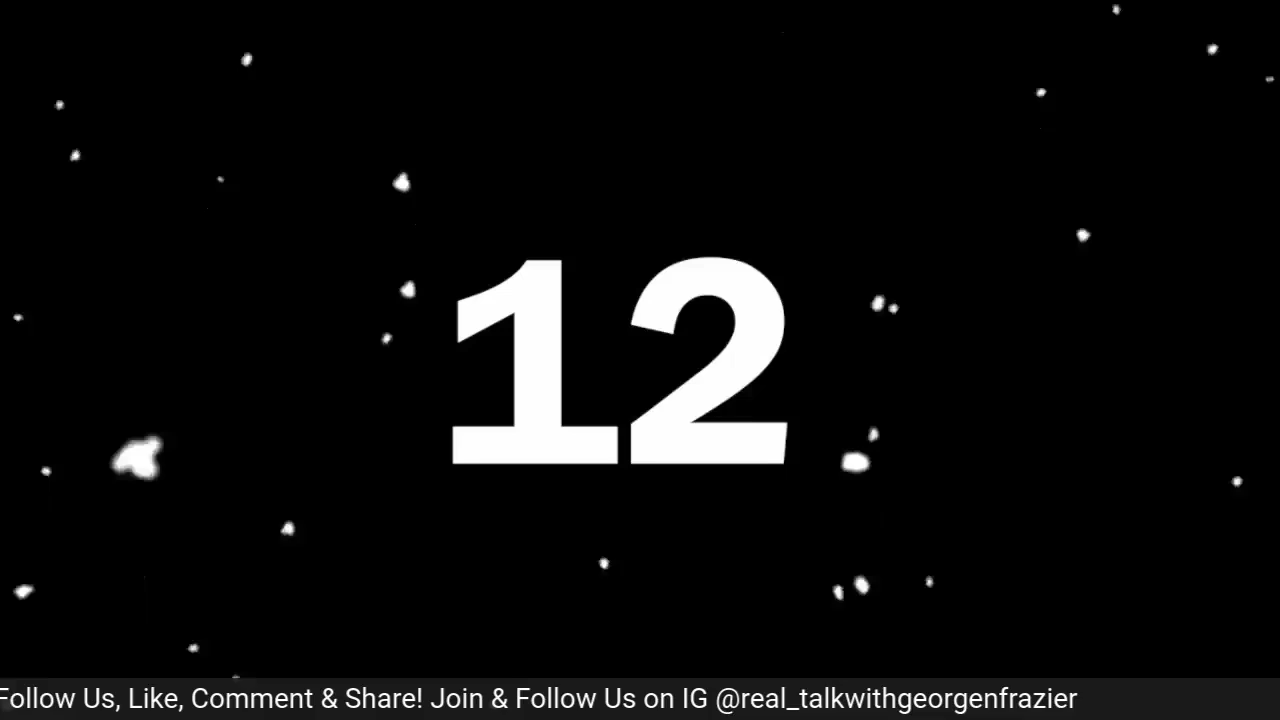 12
Follow Us, Like, Comment & Share! Join & Follow Us on IG @real_talkwithgeorgenfrazier